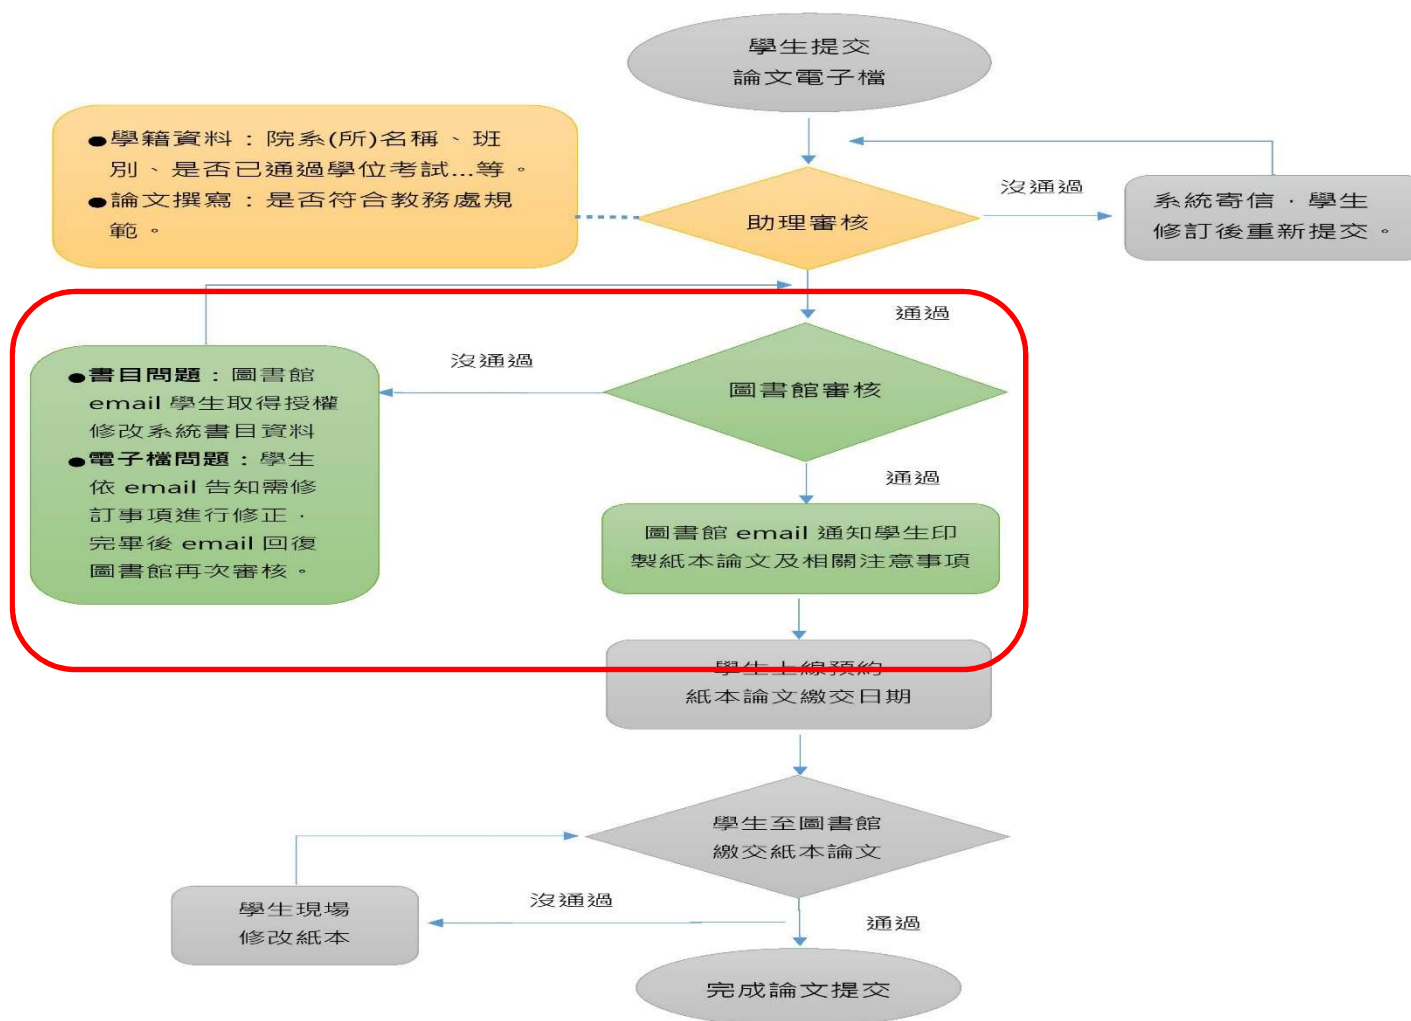 學生提交
論文電子檔
●學籍資料：院系(所)名稱、班
別、是否已通過學位考試...等。
●論文撰寫：是否符合教務處規
範。
助理審核
沒通過
系統寄信，學生
修訂後重新提交。
通過
圖書館審核
沒通過
●書目問題：圖書館
email 學生取得授權
修改系統書目資料
●電子檔問題：學生
依 email 告知需修
訂事項進行修正，
完畢後 email 回復
圖書館再次審核。
通過
圖書館 email 通知學生印
製紙本論文及相關注意事項
學生上線預約
紙本論文繳交日期
學生至圖書館
繳交紙本論文
沒通過
學生現場
修改紙本
通過
完成論文提交